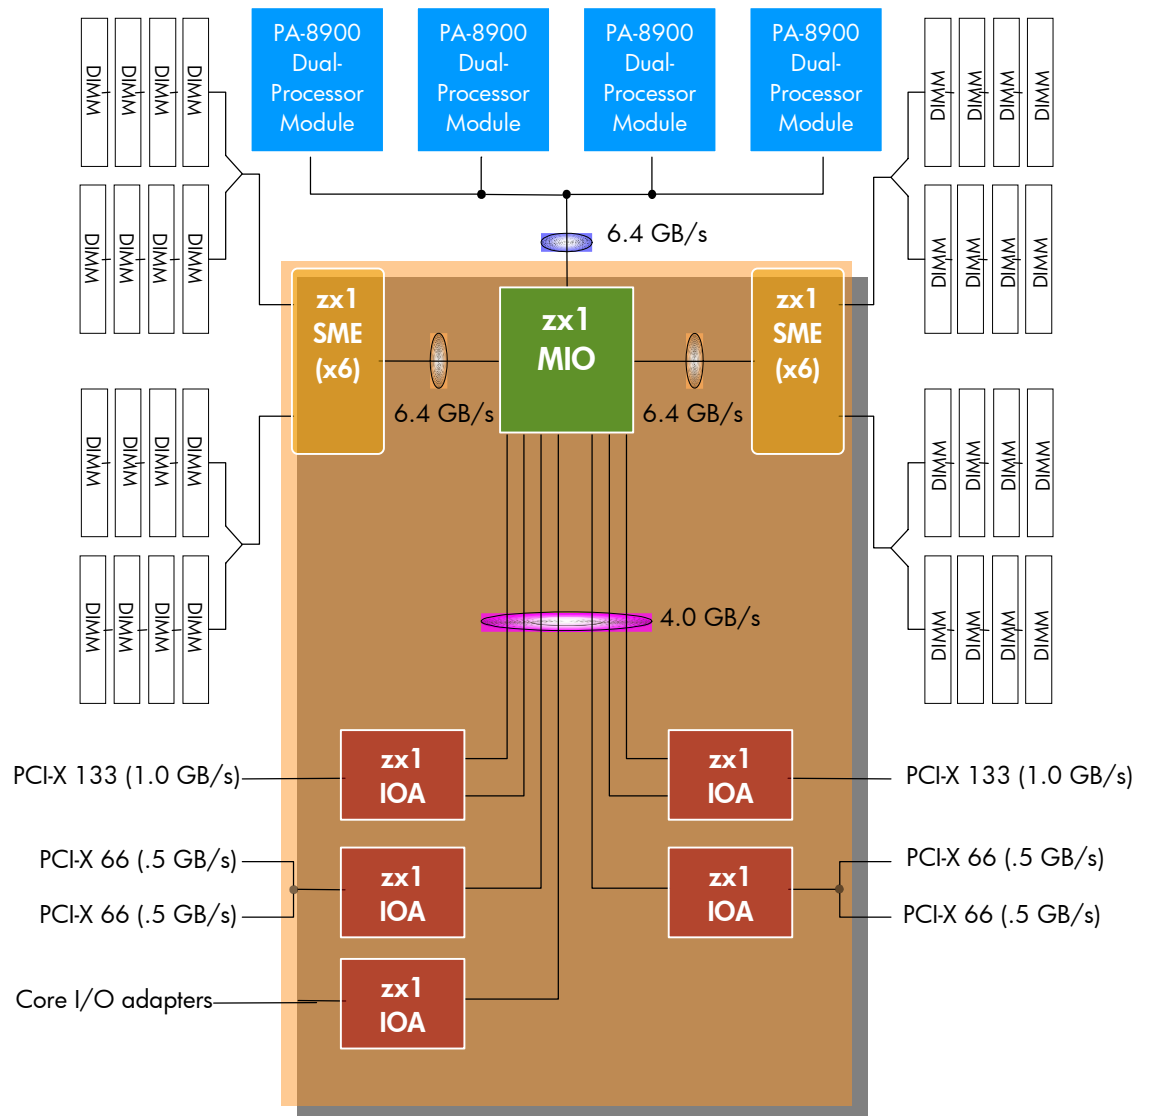 PA-8900
Dual-
Processor
Module
PA-8900
Dual-
Processor
Module
PA-8900
Dual-
Processor
Module
PA-8900
Dual-
Processor
Module
DIMM DIMM DIMM DIMM
DIMM DIMM DIMM DIMM
DIMM DIMM DIMM DIMM
DIMM DIMM DIMM DIMM
6.4 GB/s
zx1
SME
(x6)
zx1
MIO
zx1
SME
(x6)
6.4 GB/s
6.4 GB/s
DIMM DIMM DIMM DIMM
DIMM DIMM DIMM DIMM
DIMM DIMM DIMM DIMM
DIMM DIMM DIMM DIMM
4.0 GB/s
PCI-X 133 (1.0 GB/s)
zx1
IOA
zx1
IOA
PCI-X 133 (1.0 GB/s)
PCI-X 66 (.5 GB/s)
PCI-X 66 (.5 GB/s)
zx1
IOA
zx1
IOA
PCI-X 66 (.5 GB/s)
PCI-X 66 (.5 GB/s)
Core I/O adapters
zx1
IOA